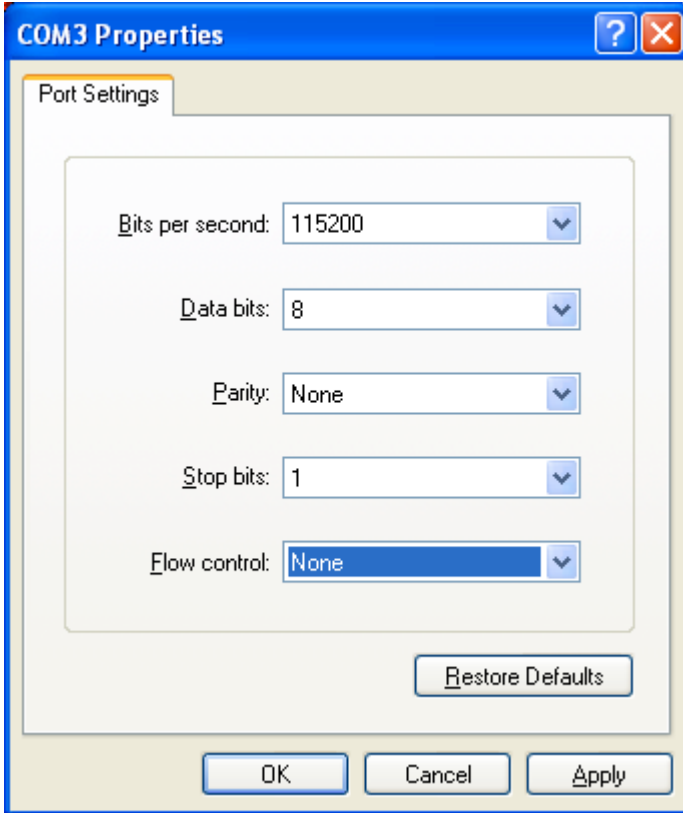 COM3 Properties
Port Settings
Bits per second: 115200
Data bits: 8
Parity: None
Stop bits: 1
Flow control: None
Restore Defaults
OK Cancel Apply